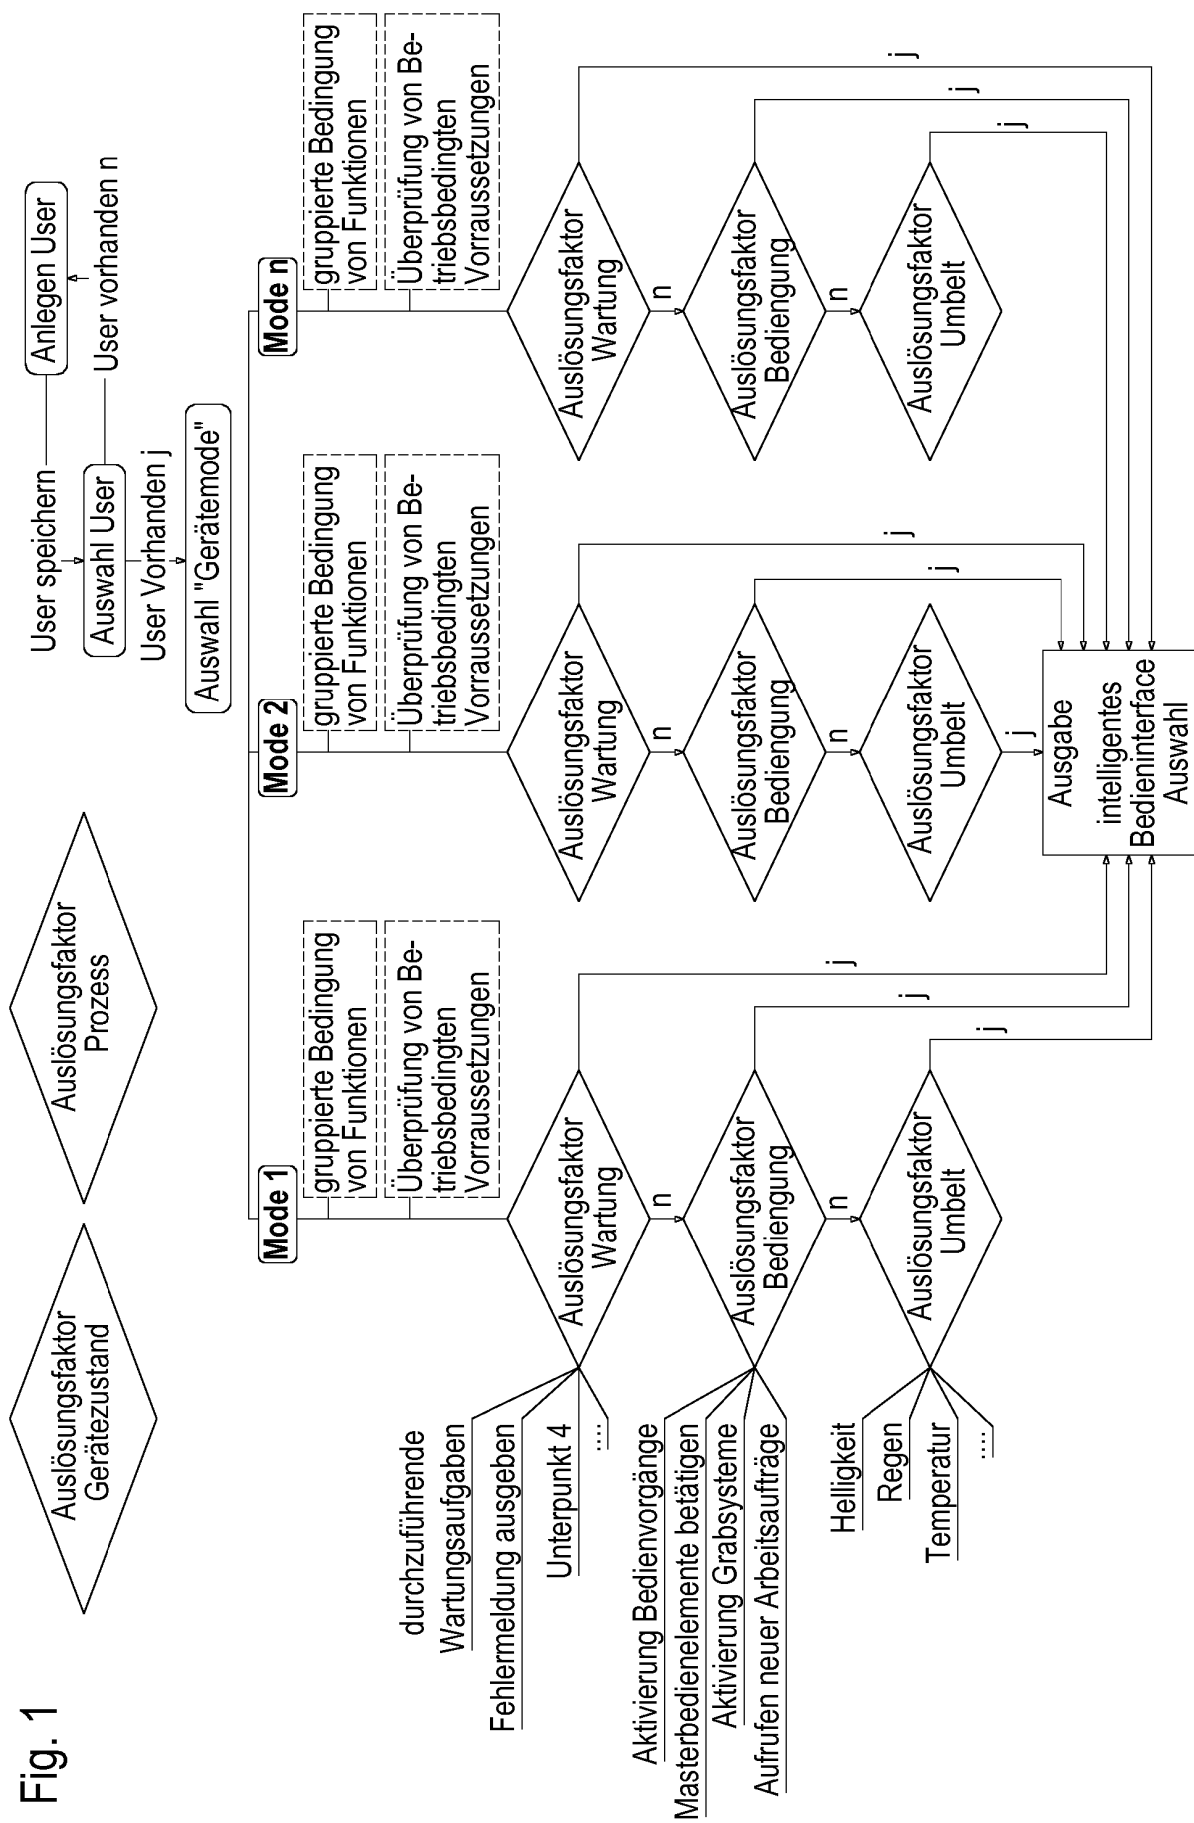 Fig. 1
Auslösungsfaktor
Gerätezustand
Auslösungsfaktor
Prozess
User speichern
Anlegen User
Auswahl User
User vorhanden n
User Vorhanden j
Auswahl "Gerätemode"
Mode 1
gruppierte Bedingung
von Funktionen
Überprüfung von Be-
triebsbedingten
Vorraussetzungen
Mode 2
gruppierte Bedingung
von Funktionen
Überprüfung von Be-
triebsbedingten
Vorraussetzungen
Mode n
gruppierte Bedingung
von Funktionen
Überprüfung von Be-
triebsbedingten
Vorraussetzungen
durchzuführende
Wartungsaufgaben
Fehlermeldung ausgeben
Unterpunkt 4
....
Auslösungsfaktor
Wartung
n
j
Auslösungsfaktor
Wartung
n
j
Auslösungsfaktor
Wartung
n
j
Aktivierung Bedienvorgänge
Masterbedienelemente betätigen
Aktivierung Grabsysteme
Aufrufen neuer Arbeitsaufträge
Auslösungsfaktor
Bediengung
n
j
Auslösungsfaktor
Bediengung
n
j
Auslösungsfaktor
Bediengung
n
j
Helligkeit
Regen
Temperatur
....
Auslösungsfaktor
Umbelt
j
Auslösungsfaktor
Umbelt
j
Auslösungsfaktor
Umbelt
j
Ausgabe
intelligentes
Bedieninterface
Auswahl